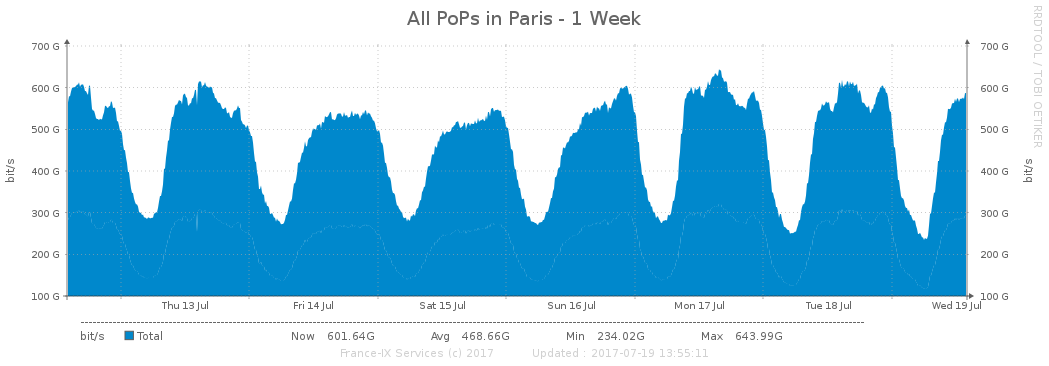 All PoPs in Paris - 1 Week
RRDTOOL / TOBI OETIKER
bit/s
700 G
600 G
500 G
400 G
300 G
200 G
100 G
700 G
600 G
500 G
400 G
300 G
200 G
100 G
bit/s
Thu 13 Jul Fri 14 Jul Sat 15 Jul Sun 16 Jul Mon 17 Jul Tue 18 Jul Wed 19 Jul
bit/s Total Now 601.64G Avg 468.66G Min 234.02G Max 643.99G
France-IX Services (c) 2017 Updated : 2017-07-19 13:55:11